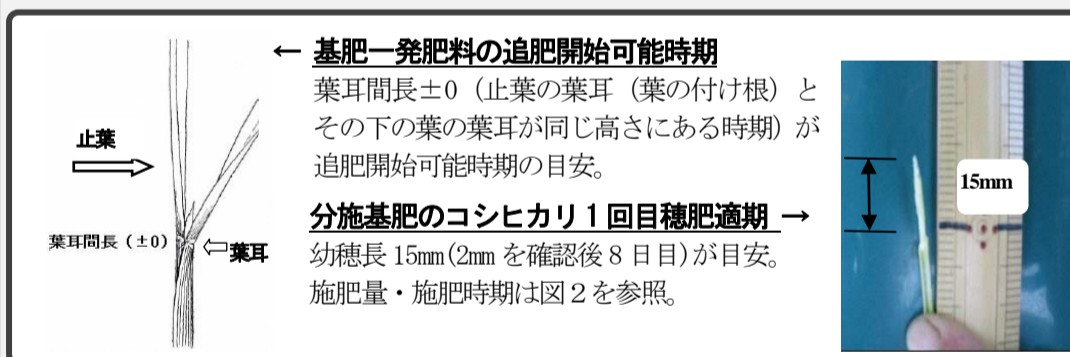 ← 基肥一発肥料の追肥開始可能時期
葉耳間長±0（止葉の葉耳（葉の付け根）と
その下の葉の葉耳が同じ高さにある時期）が
追肥開始可能時期の目安。
止葉
葉耳間長（±0）
葉耳
分施基肥のコシヒカリ１回目穂肥適期 →
幼穂長 15mm(2mm を確認後 8 日目)が目安。
施肥量・施肥時期は図２を参照。
15mm